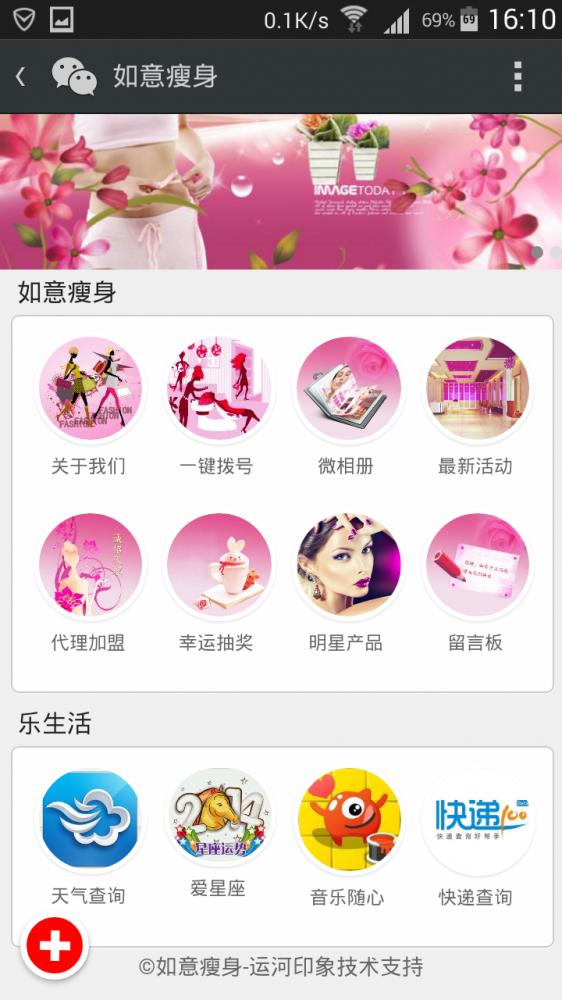 0.1K/s 69% 69 16:10
如意瘦身
IMAGETODA
如意瘦身
FASHION
关于我们
一键拨号
微相册
最新活动
代理加盟
幸运抽奖
明星产品
留言板
乐生活
2014
星座运势
快递100
快递查询好帮手
天气查询
爱星座
音乐随心
快递查询
©如意瘦身-运河印象技术支持